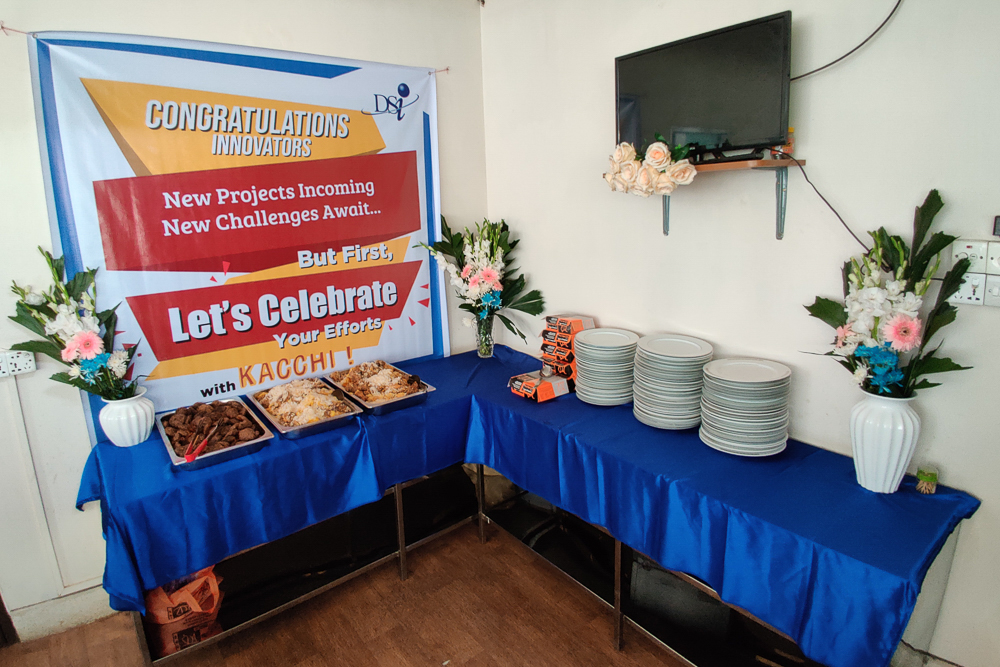 DSi
CONGRATULATIONS
INNOVATORS
New Projects Incoming
New Challenges Await...
But First,
Let's Celebrate
Your Efforts
with KACCHI !